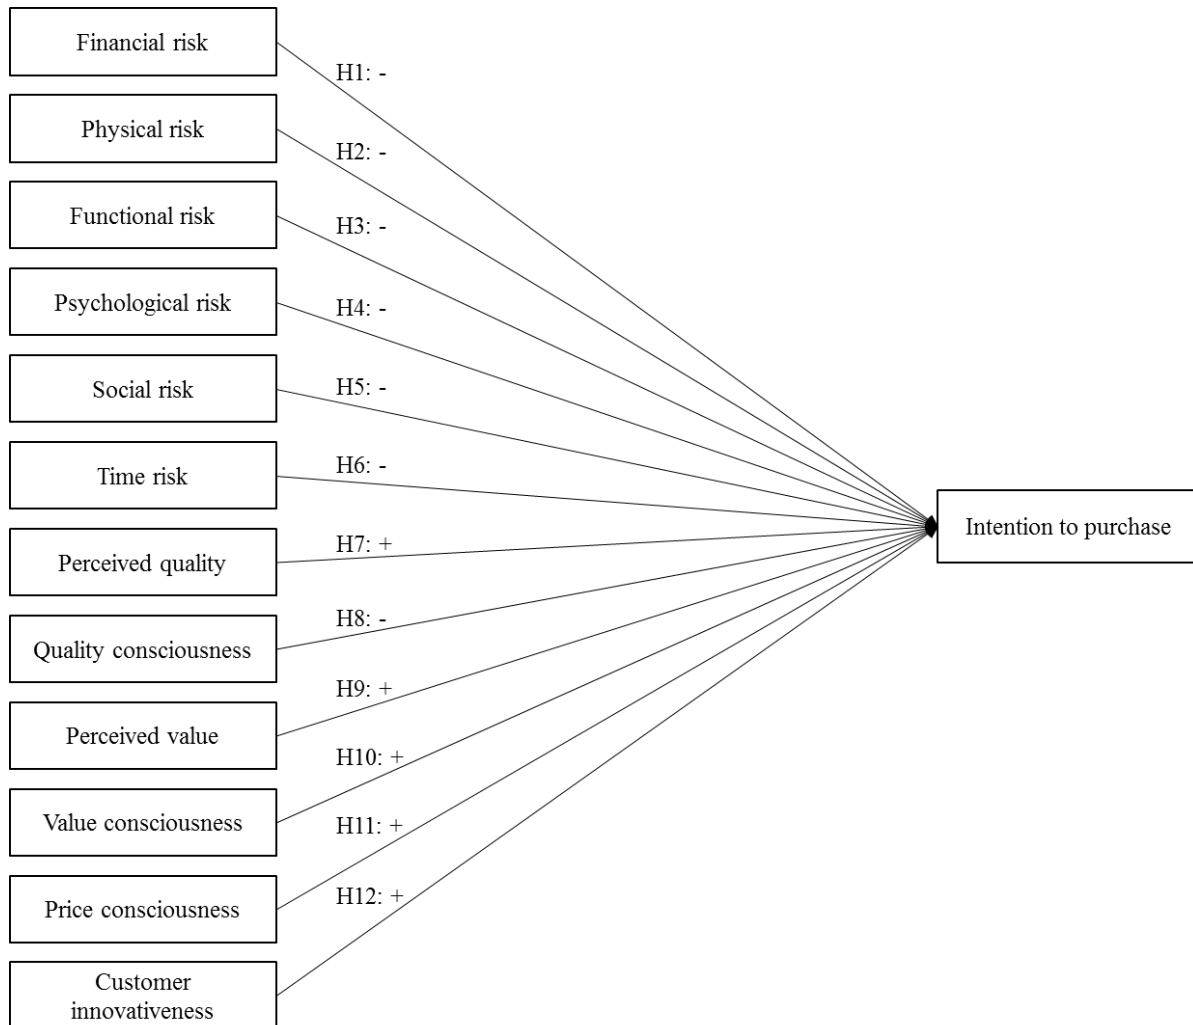 Financial risk
H1: -
Physical risk
H2: -
Functional risk
H3: -
Psychological risk
H4: -
Social risk
H5: -
Time risk
H6: -
Intention to purchase
Perceived quality
H7: +
Quality consciousness
H8: -
Perceived value
H9: +
Value consciousness
H10: +
Price consciousness
H11: +
Customer
innovativeness
H12: +